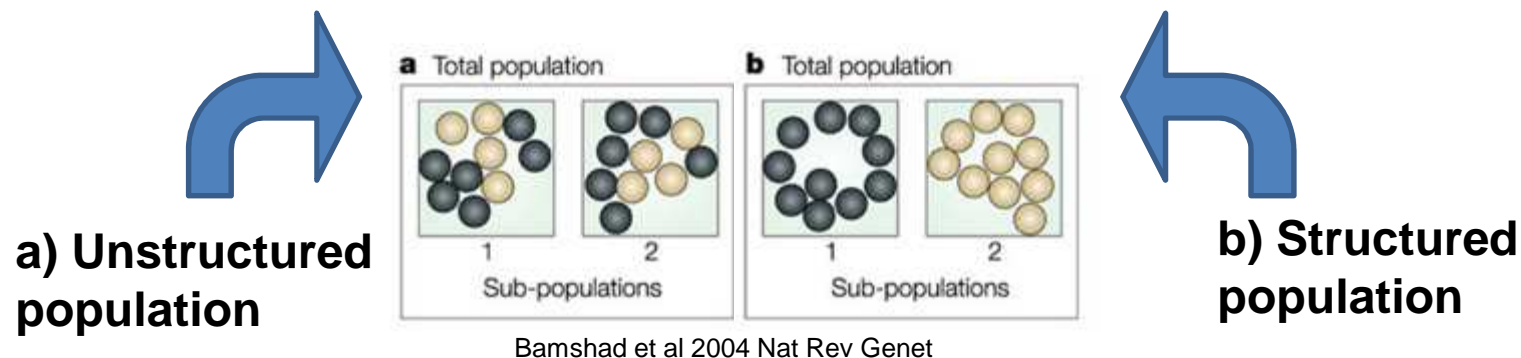 a Total population
b Total population
1
2
1
2
Sub-populations
Sub-populations
a) Unstructured
population
b) Structured
population
Bamshad et al 2004 Nat Rev Genet